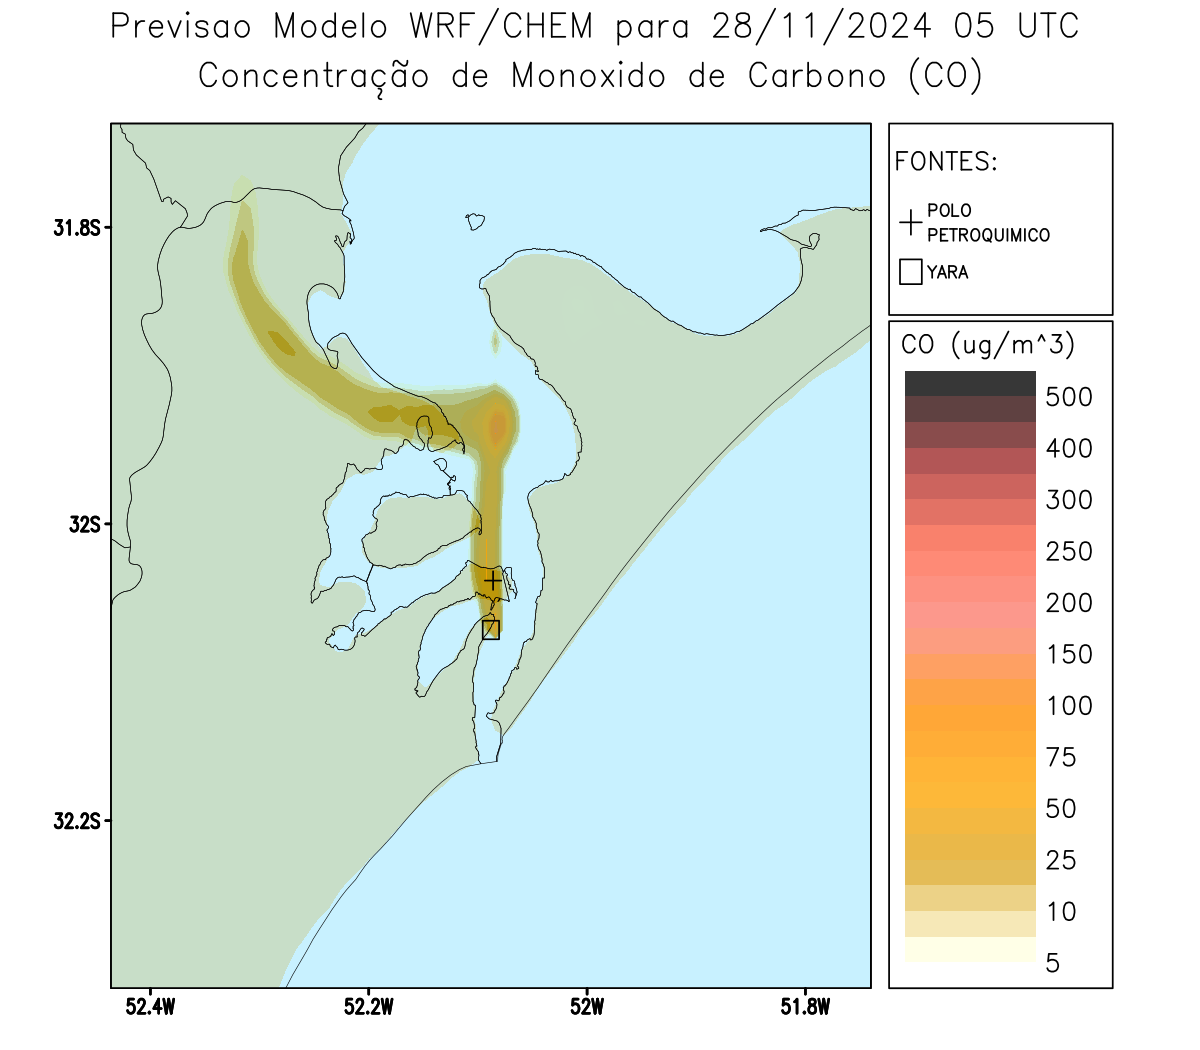 Previsao Modelo WRF/CHEM para 28/11/2024 05 UTC
Concentração de Monoxido de Carbono (CO)
FONTES:
POLO
PETROQUIMICO
YARA
CO (ug/m^3)
500
400
300
250
200
150
100
75
50
25
10
5
31.8S
32S
32.2S
52.4W
52.2W
52W
51.8W